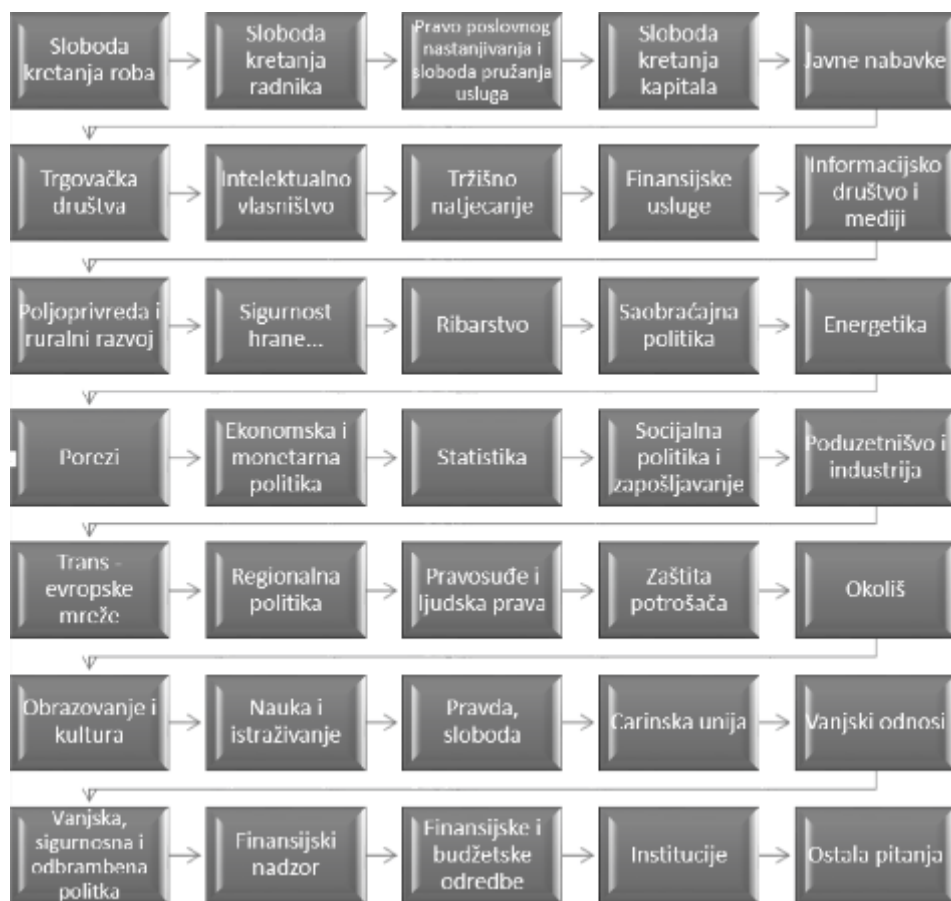 Sloboda
kretanja roba
Sloboda
kretanja
radnika
Pravo poslovnog
nastanjivanja i
sloboda pružanja
usluga
Sloboda
kretanja
kapitala
Javne nabavke
Trgovačka
društva
Intelektualno
vlasništvo
Tržišno
natjecanje
Finansijske
usluge
Informacijsko
društvo i
mediji
Poljoprivreda i
ruralni razvoj
Sigurnost
hrane...
Ribarstvo
Saobraćajna
politika
Energetika
Porezi
Ekonomska i
monetarna
politika
Statistika
Socijalna
politika i
zapošljavanje
Poduzetnišvo i
industrija
Trans -
evropske
mreže
Regionalna
politika
Pravosuđe i
ljudska prava
Zaštita
potrošača
Okoliš
Obrazovanje i
kultura
Nauka i
istraživanje
Pravda,
sloboda
Carinska unija
Vanjski odnosi
Vanjska,
sigurnosna i
odbrambena
politka
Finansijski
nadzor
Finansijske i
budžetske
odredbe
Institucije
Ostala pitanja